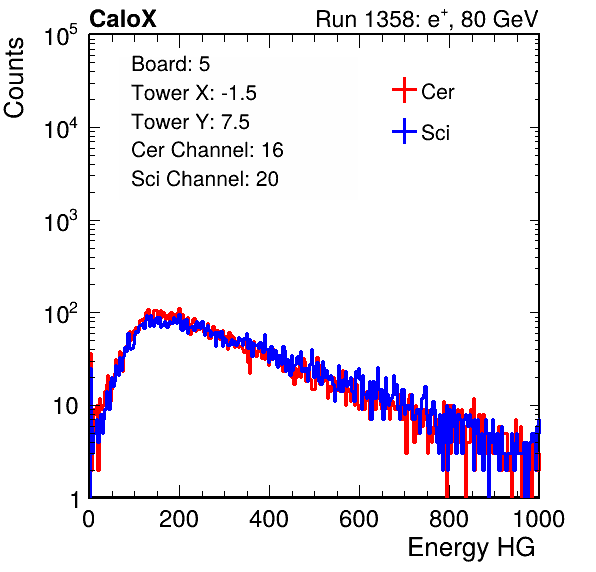 CaloX Run 1358: e⁺, 80 GeV
Counts
Board: 5
Tower X: -1.5
Tower Y: 7.5
Cer Channel: 16
Sci Channel: 20
Cer
Sci
10⁵
10⁴
10³
10²
10
1
0 200 400 600 800 1000
Energy HG